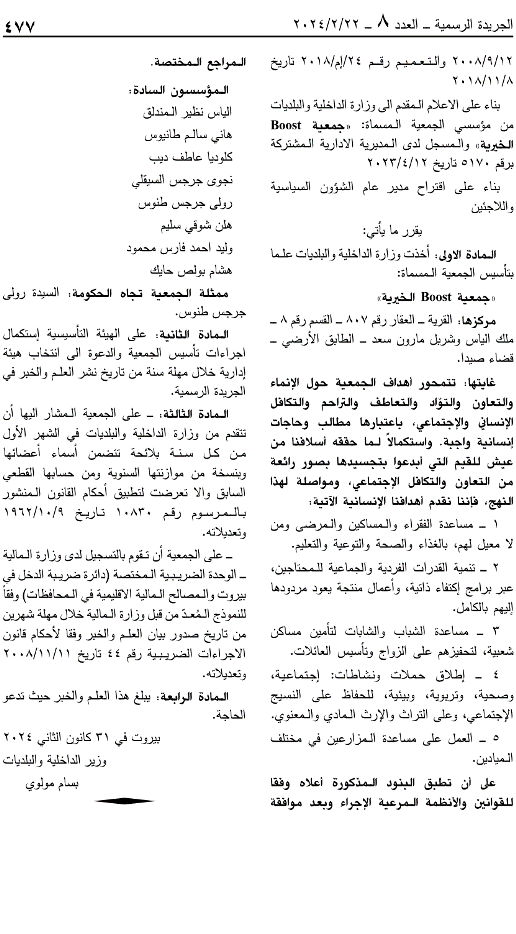 الجريدة الرسمية – العدد ٨ – ٢٠٢٤/٢/٢٢
٤٧٧
٢٠٠٨/٩/١٢ والتعميم رقم ٢٤/إم/٢٠١٨ تاريخ
٢٠١٨/١١/٨
بناء على الاعلام المقدم الى وزارة الداخلية والبلديات
من مؤسسي الجمعية المسماة: «جمعية Boost
الخيرية» والمسجل لدى المديرية الادارية المشتركة
برقم ٥١٧٠ تاريخ ٢٠٢٣/٤/١٢
بناء على اقتراح مدير عام الشؤون السياسية
واللاجئين
يقرر ما يأتي:
المادة الاولى: أخذت وزارة الداخلية والبلديات علما
بتأسيس الجمعية المسماة:
«جمعية Boost الخيرية»
مركزها: القرية – العقار رقم ٨٠٧ – القسم رقم ٨ –
ملك الياس وشربل مارون سعد – الطابق الأرضي –
قضاء صيدا.
غايتها: تتمحور أهداف الجمعية حول الإنماء
والتعاون والتؤاد والتعاطف والتراحم والتكافل
الإنساني والإجتماعي، باعتبارها مطالب وحاجات
إنسانية واجبة. واستكمالاً لما حققه أسلافنا من
عيش للقيم التي أبدعوا بتجسيدها بصور رائعة
من التعاون والتكافل الإجتماعي، ومواصلة لهذا
النهج، فإننا نقدم أهدافنا الإنسانية الآتية:
١ – مساعدة الفقراء والمساكين والمرضى ومن
لا معيل لهم، بالغذاء والصحة والتوعية والتعليم.
٢ – تنمية القدرات الفردية والجماعية للمحتاجين،
عبر برامج إكتفاء ذاتية، وأعمال منتجة يعود مردودها
إليهم بالكامل.
٣ – مساعدة الشباب والشابات لتأمين مساكن
شعبية، لتحفيزهم على الزواج وتأسيس العائلات.
٤ – إطلاق حملات ونشاطات: إجتماعية،
وصحية، وتربوية، وبيئية، للحفاظ على النسيج
الإجتماعي، وعلى التراث والإرث المادي والمعنوي.
٥ – العمل على مساعدة المزارعين في مختلف
الميادين.
على أن تطبق البنود المذكورة أعلاه وفقا
للقوانين والأنظمة المرعية الإجراء وبعد موافقة
المراجع المختصة.
المؤسسون السادة:
الياس نظير المندلق
هاني سالم طانيوس
كلوديا عاطف ديب
نجوى جرجس السيقلي
رولى جرجس طنوس
هلن شوقي سليم
وليد احمد فارس محمود
هشام بولص حايك
ممثلة الجمعية تجاه الحكومة: السيدة رولى
جرجس طنوس.
المادة الثانية: على الهيئة التأسيسية إستكمال
اجراءات تأسيس الجمعية والدعوة الى انتخاب هيئة
إدارية خلال مهلة سنة من تاريخ نشر العلم والخبر في
الجريدة الرسمية.
المادة الثالثة: – على الجمعية المشار اليها أن
تتقدم من وزارة الداخلية والبلديات في الشهر الأول
من كل سنة بلائحة تتضمن أسماء أعضائها
وبنسخة من موازنتها السنوية ومن حسابها القطعي
السابق والا تعرضت لتطبيق أحكام القانون المنشور
بالمرسوم رقم ١٠٨٣٠ تاريخ ١٩٦٢/١٠/٩
وتعديلاته.
– على الجمعية أن تقوم بالتسجيل لدى وزارة المالية
– الوحدة الضريبية المختصة (دائرة ضريبة الدخل في
بيروت والمصالح المالية الاقليمية في المحافظات) وفقاً
للنموذج المُعدّ من قبل وزارة المالية خلال مهلة شهرين
من تاريخ صدور بيان العلم والخبر وفقا لأحكام قانون
الاجراءات الضريبية رقم ٤٤ تاريخ ٢٠٠٨/١١/١١
وتعديلاته.
المادة الرابعة: يبلغ هذا العلم والخبر حيث تدعو
الحاجة.
بيروت في ٣١ كانون الثاني ٢٠٢٤
وزير الداخلية والبلديات
بسام مولوي